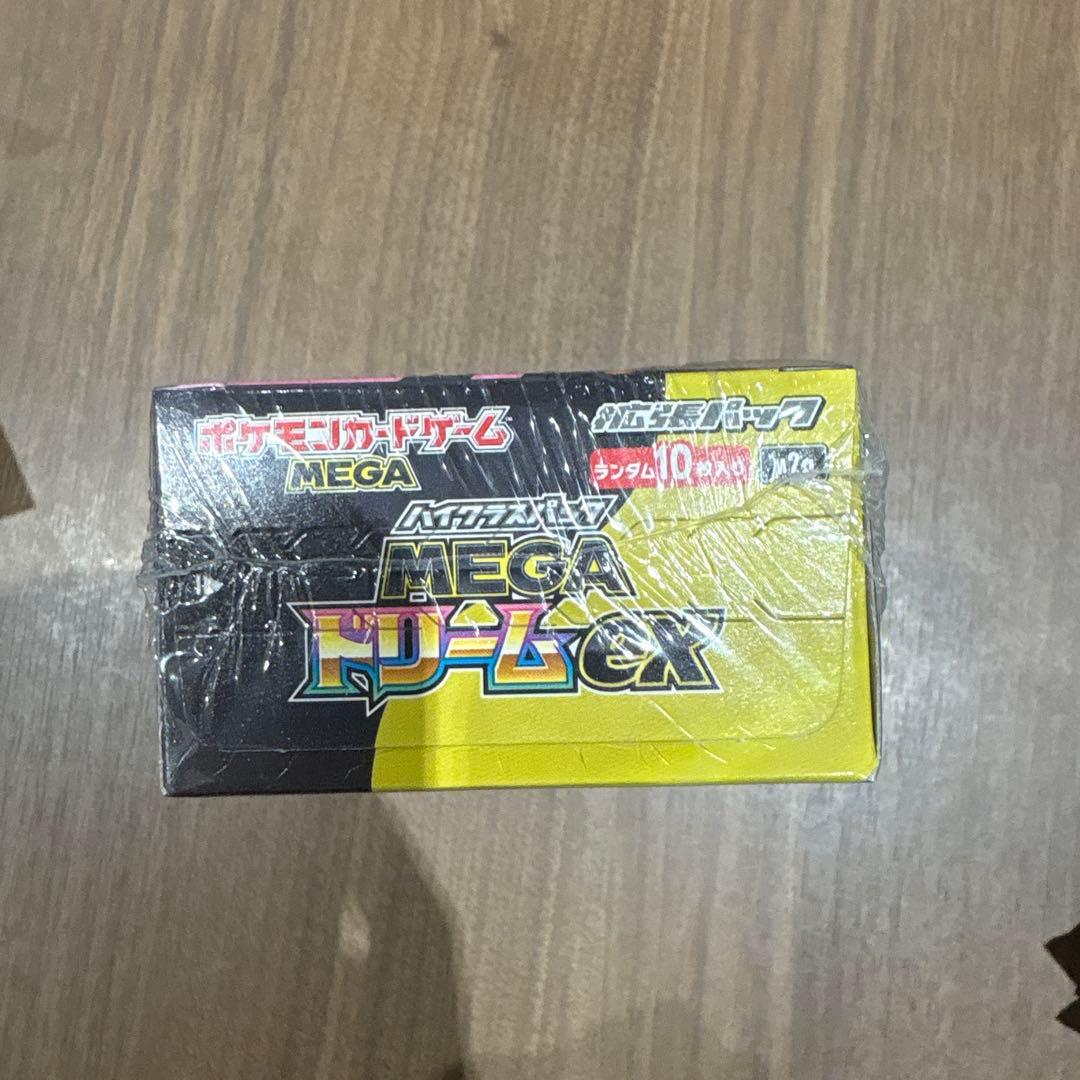 ポケモンカードゲーム
MEGA
拡張パック
ランダム10枚入り M2a
ハイクラスパック
MEGA
ドリームex